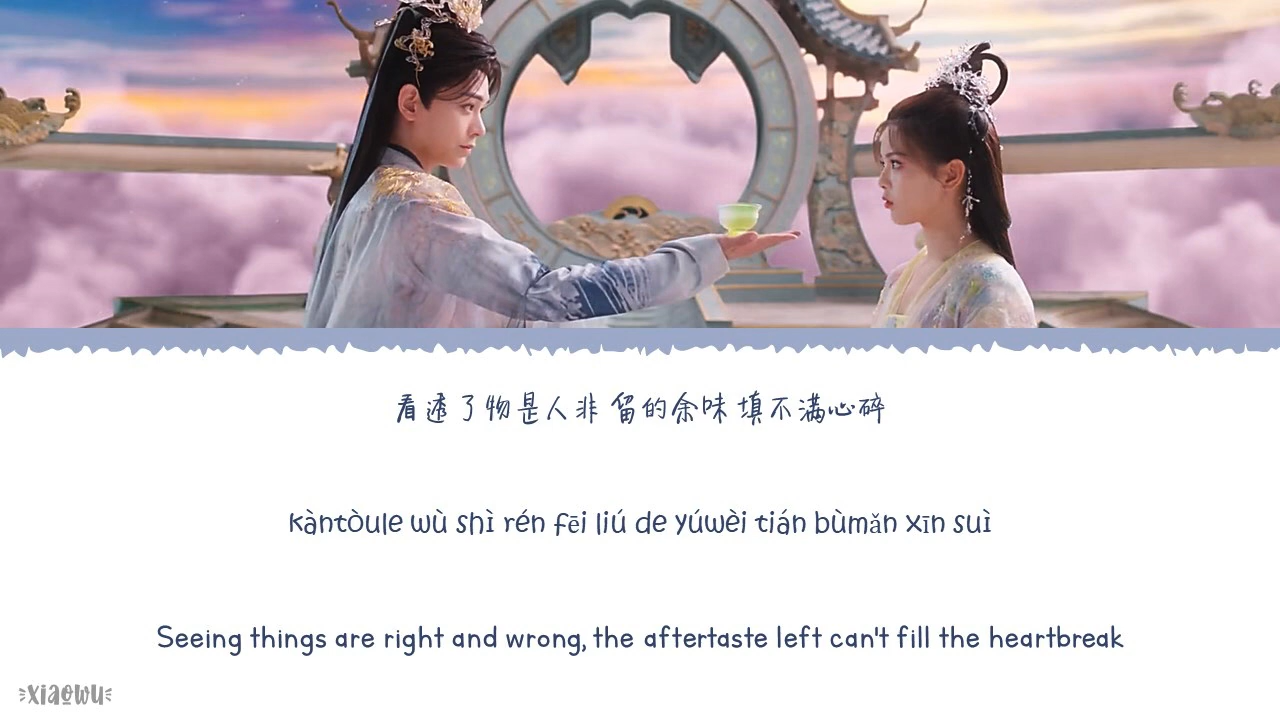 看透了物是人非 留的余味 填不满心碎
kàntòule wù shì rén fēi liú de yúwèi tián bùmǎn xīn suì
Seeing things are right and wrong, the aftertaste left can't fill the heartbreak
xiaowu